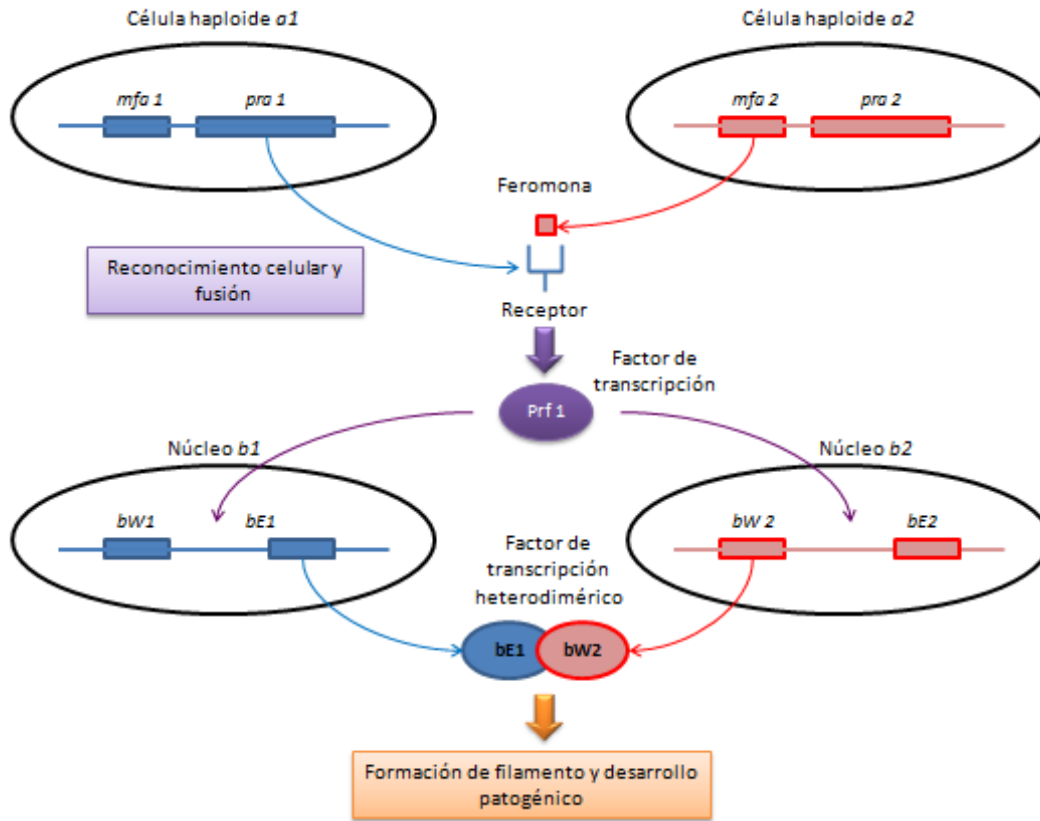 Célula haploide a1
Célula haploide a2
mfa 1
pra 1
mfa 2
pra 2
Feromona
Reconocimiento celular y
fusión
Receptor
Factor de
transcripción
Prf 1
Núcleo b1
Núcleo b2
bW1
bE1
bW 2
bE2
Factor de
transcripción
heterodimérico
bE1
bW2
Formación de filamento y desarrollo
patogénico